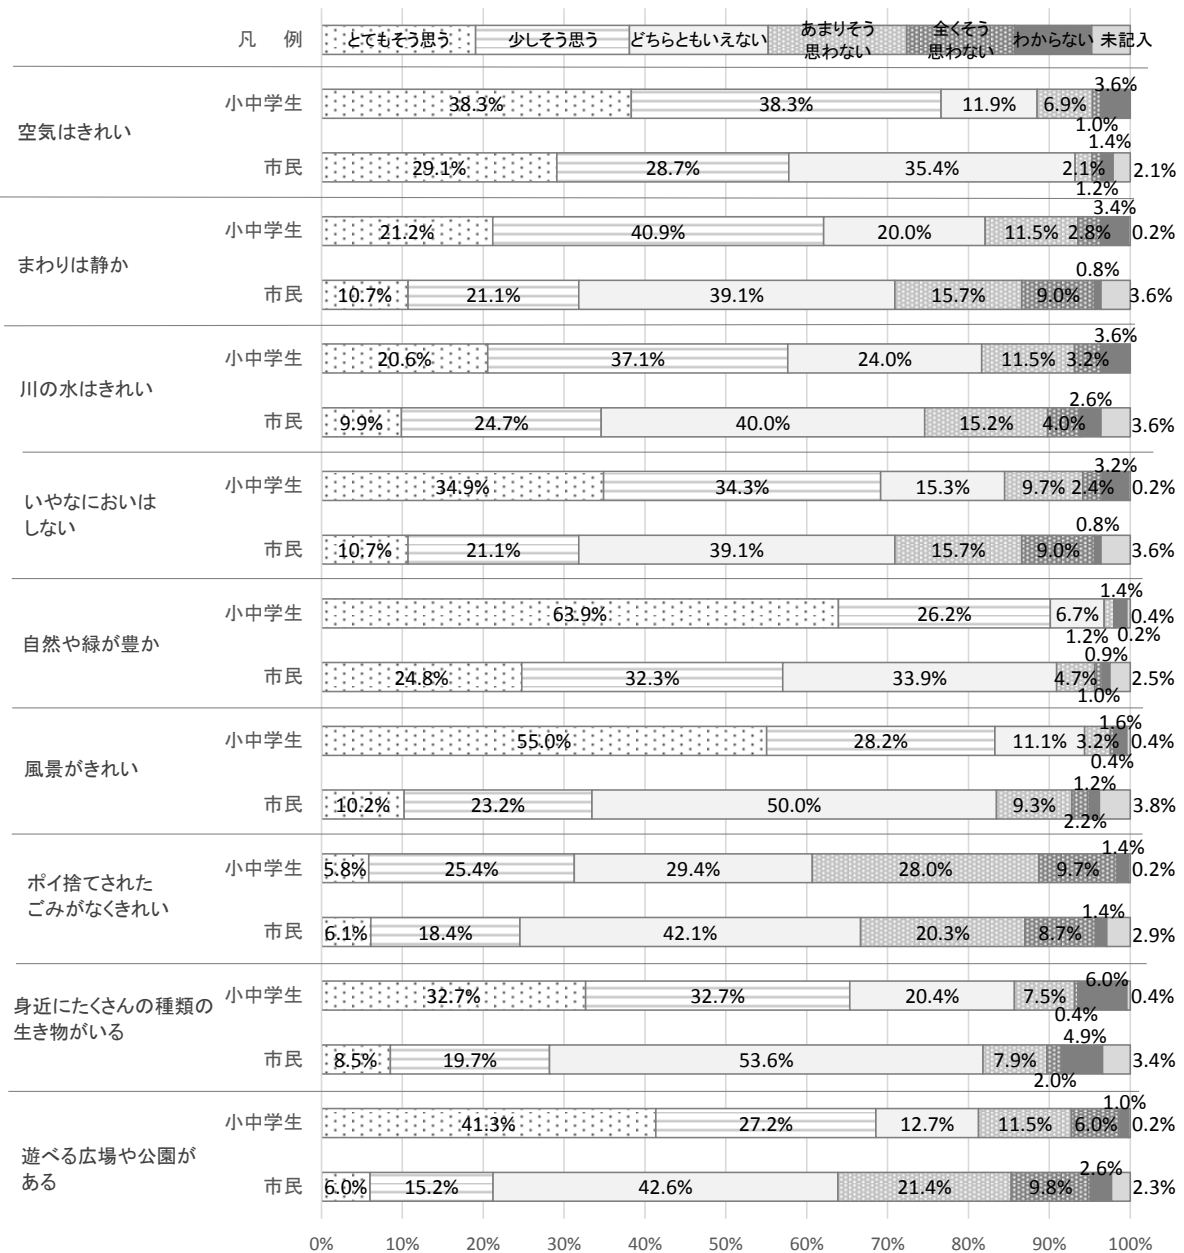 凡 例 とてもそう思う 少しそう思う どちらともいえない あまりそう思わない 全くそう思わない わからない 未記入
空気はきれい
小中学生 38.3% 38.3% 11.9% 6.9% 1.0% 3.6%
市民 29.1% 28.7% 35.4% 2.1% 1.2% 1.4% 2.1%
まわりは静か
小中学生 21.2% 40.9% 20.0% 11.5% 2.8% 3.4% 0.2%
市民 10.7% 21.1% 39.1% 15.7% 9.0% 0.8% 3.6%
川の水はきれい
小中学生 20.6% 37.1% 24.0% 11.5% 3.2% 3.6%
市民 9.9% 24.7% 40.0% 15.2% 4.0% 2.6% 3.6%
いやなにおいは
しない
小中学生 34.9% 34.3% 15.3% 9.7% 2.4% 3.2% 0.2%
市民 10.7% 21.1% 39.1% 15.7% 9.0% 0.8% 3.6%
自然や緑が豊か
小中学生 63.9% 26.2% 6.7% 1.2% 0.2% 1.4% 0.4%
市民 24.8% 32.3% 33.9% 4.7% 1.0% 0.9% 2.5%
風景がきれい
小中学生 55.0% 28.2% 11.1% 3.2% 0.4% 1.6% 0.4%
市民 10.2% 23.2% 50.0% 9.3% 2.2% 1.2% 3.8%
ポイ捨てされた
ごみがなくきれい
小中学生 5.8% 25.4% 29.4% 28.0% 9.7% 1.4% 0.2%
市民 6.1% 18.4% 42.1% 20.3% 8.7% 1.4% 2.9%
身近にたくさんの種類の
生き物がいる
小中学生 32.7% 32.7% 20.4% 7.5% 0.4% 6.0% 0.4%
市民 8.5% 19.7% 53.6% 7.9% 2.0% 4.9% 3.4%
遊べる広場や公園が
ある
小中学生 41.3% 27.2% 12.7% 11.5% 6.0% 1.0% 0.2%
市民 6.0% 15.2% 42.6% 21.4% 9.8% 2.6% 2.3%
0% 10% 20% 30% 40% 50% 60% 70% 80% 90% 100%